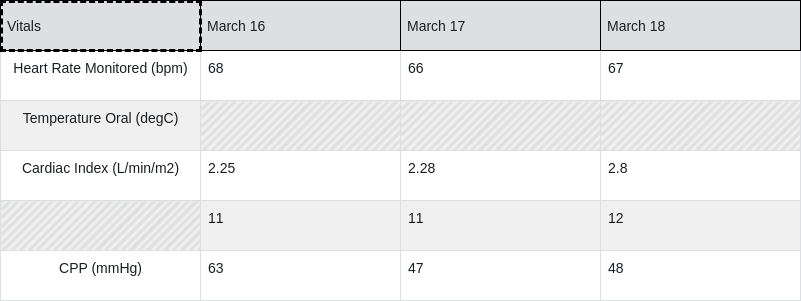 Vitals March 16 March 17 March 18
Heart Rate Monitored (bpm) 68 66 67
Temperature Oral (degC)
Cardiac Index (L/min/m2) 2.25 2.28 2.8
11 11 12
CPP (mmHg) 63 47 48